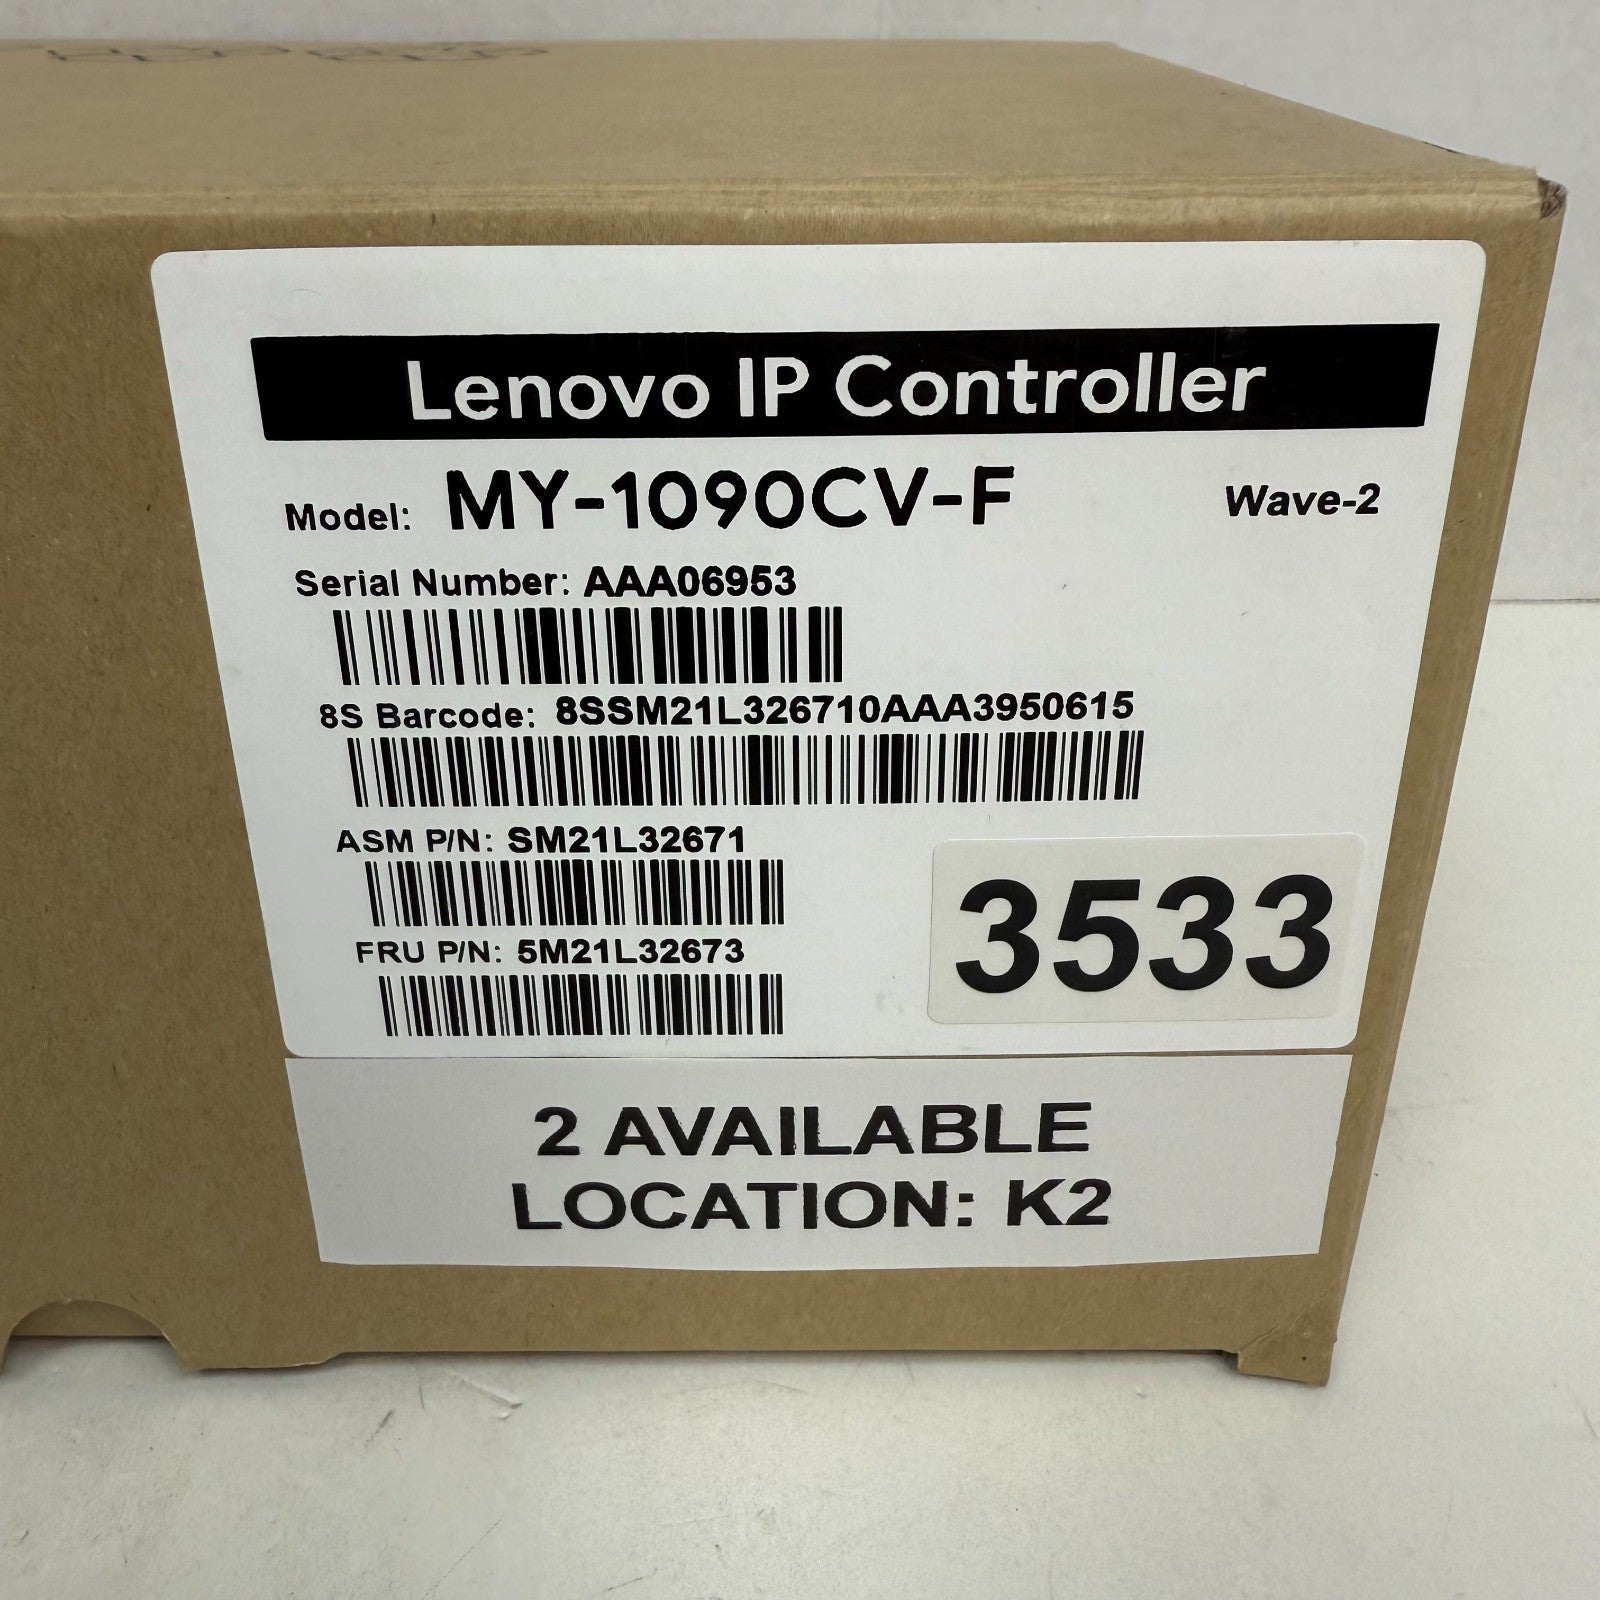 Lenovo IP Controller
Model: MY-1090CV-F Wave-2
Serial Number: AAA06953
8S Barcode: 8SSM21L326710AAA3950615
ASM P/N: SM21L32671
FRU P/N: 5M21L32673
3533
2 AVAILABLE
LOCATION: K2